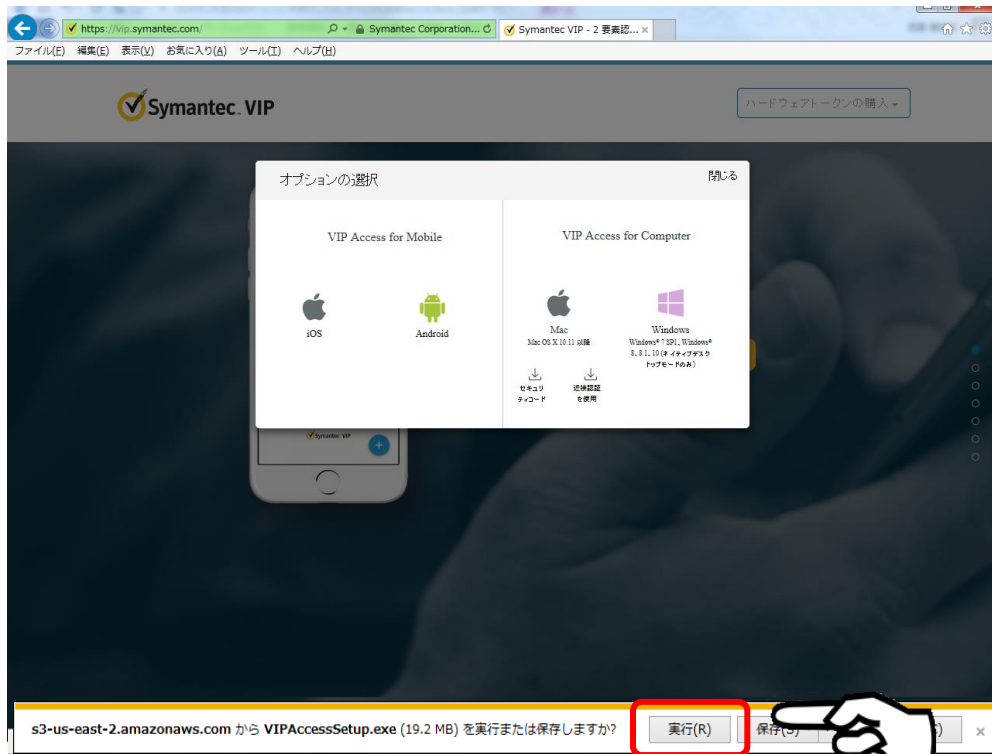 https://vip.symantec.com/
Symantec Corporation...
Symantec VIP - 2 要素認...
ファイル(F) 編集(E) 表示(V) お気に入り(A) ツール(T) ヘルプ(H)
Symantec. VIP
ハードウェアトークンの購入
オプションの選択
閉じる
VIP Access for Mobile
VIP Access for Computer
iOS
Android
Mac
Mac OS X 10.11 以降
セキュリ
ティコード
近接認証
を使用
Windows
Windows® 7 SP1, Windows®
8, 8.1, 10 (ネイティブデスク
トップモードのみ)
Symantec VIP
s3-us-east-2.amazonaws.com から VIPAccessSetup.exe (19.2 MB) を実行または保存しますか?
実行(R)
保存(S)